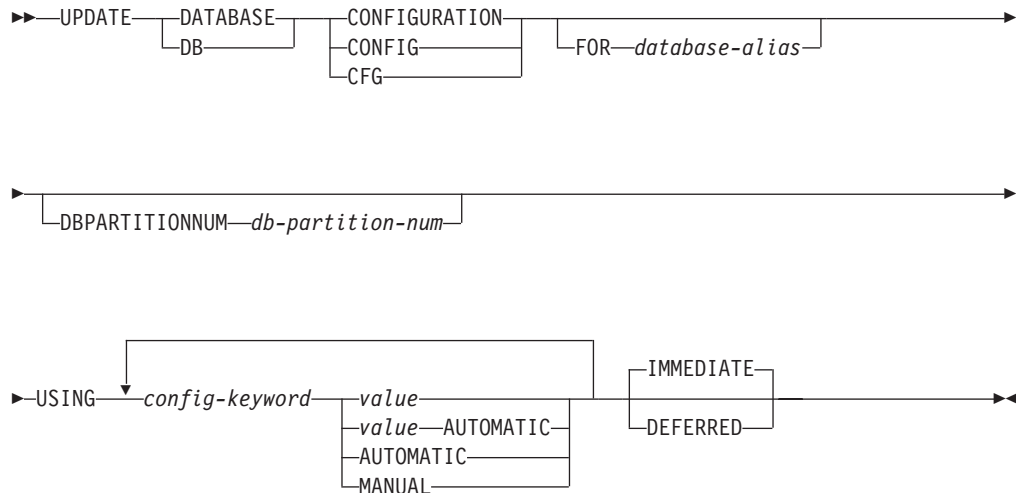 UPDATE DATABASE CONFIGURATION
DB CONFIG FOR database-alias
CFG
DBPARTITIONNUM db-partition-num
IMMEDIATE
USING config-keyword value
value AUTOMATIC DEFERRED
AUTOMATIC
MANUAL